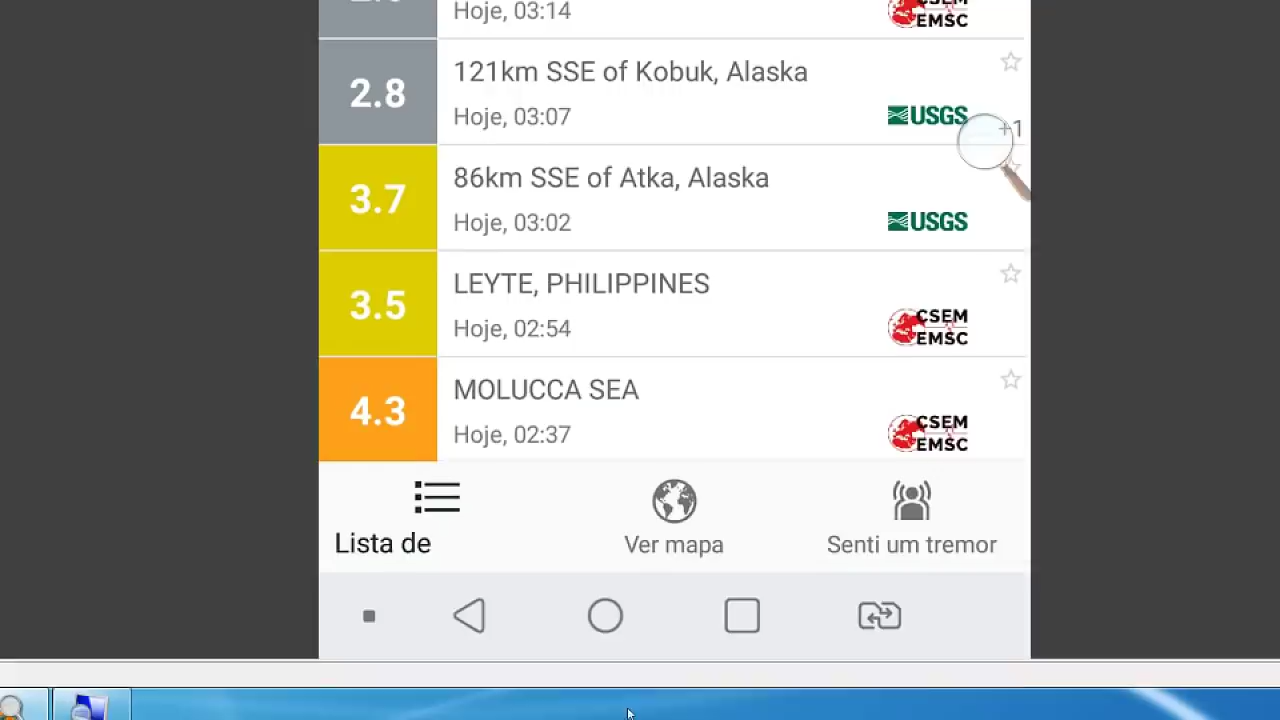 Hoje, 03:14
CSEM
EMSC
2.8
121km SSE of Kobuk, Alaska
Hoje, 03:07
USGS
+1
3.7
86km SSE of Atka, Alaska
Hoje, 03:02
USGS
3.5
LEYTE, PHILIPPINES
Hoje, 02:54
CSEM
EMSC
4.3
MOLUCCA SEA
Hoje, 02:37
CSEM
EMSC
Lista de
Ver mapa
Senti um tremor